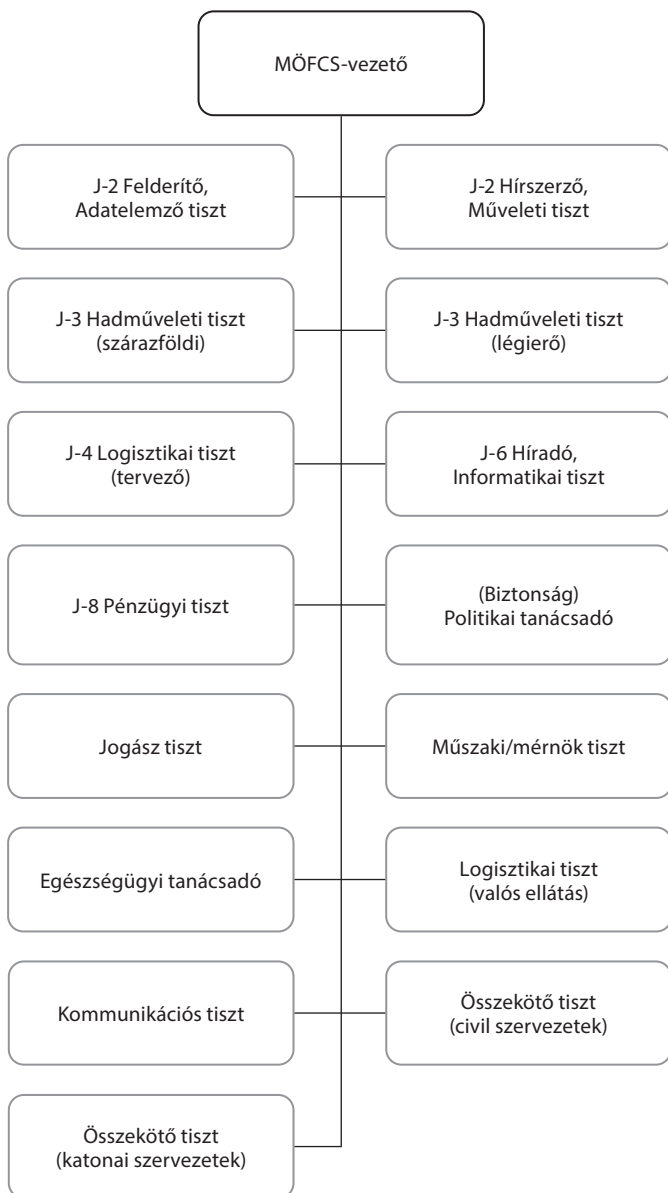 MÖFCS-vezető
J-2 Felderítő,
Adatelemző tiszt
J-2 Hírszerző,
Műveleti tiszt
J-3 Hadműveleti tiszt
(szárazföldi)
J-3 Hadműveleti tiszt
(légierő)
J-4 Logisztikai tiszt
(tervező)
J-6 Híradó,
Informatikai tiszt
J-8 Pénzügyi tiszt
(Biztonság)
Politikai tanácsadó
Jogász tiszt
Műszaki/mérnök tiszt
Egészségügyi tanácsadó
Logisztikai tiszt
(valós ellátás)
Kommunikációs tiszt
Összekötő tiszt
(civil szervezetek)
Összekötő tiszt
(katonai szervezetek)